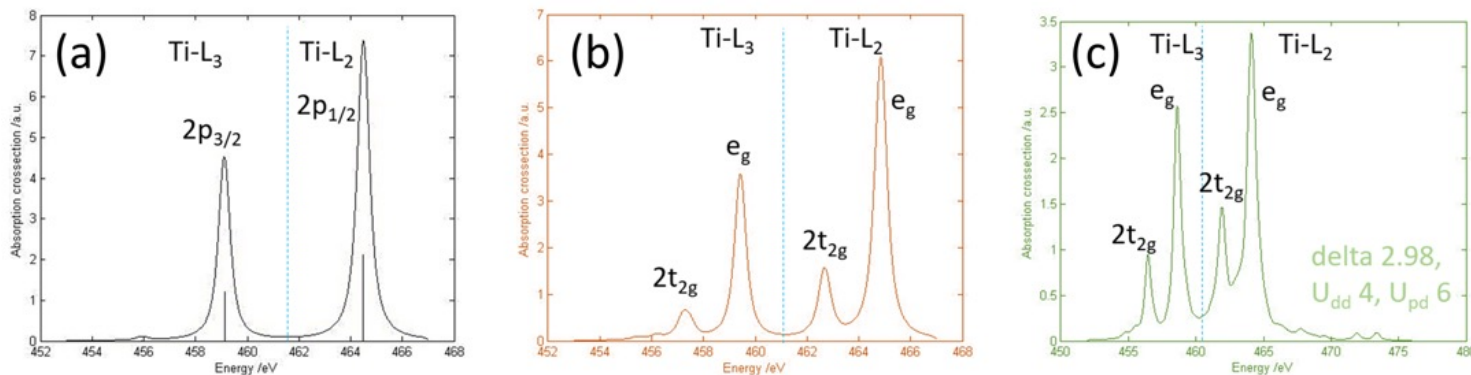 (a)
Ti-L3
Ti-L2
2p3/2
2p1/2
Absorption crossection /a.u.
8
7
6
5
4
3
2
1
0
452 454 456 458 460 462 464 466 468
Energy /eV
(b)
Ti-L3
Ti-L2
2t2g
eg
2t2g
eg
Absorption crossection /a.u.
7
6
5
4
3
2
1
0
452 454 456 458 460 462 464 466 468
Energy /eV
(c)
Ti-L3
Ti-L2
eg
eg
2t2g
2t2g
delta 2.98,
Udd 4, Upd 6
Absorption crossection /a.u.
3.5
3
2.5
2
1.5
1
0.5
0
450 455 460 465 470 475 480
Energy /eV